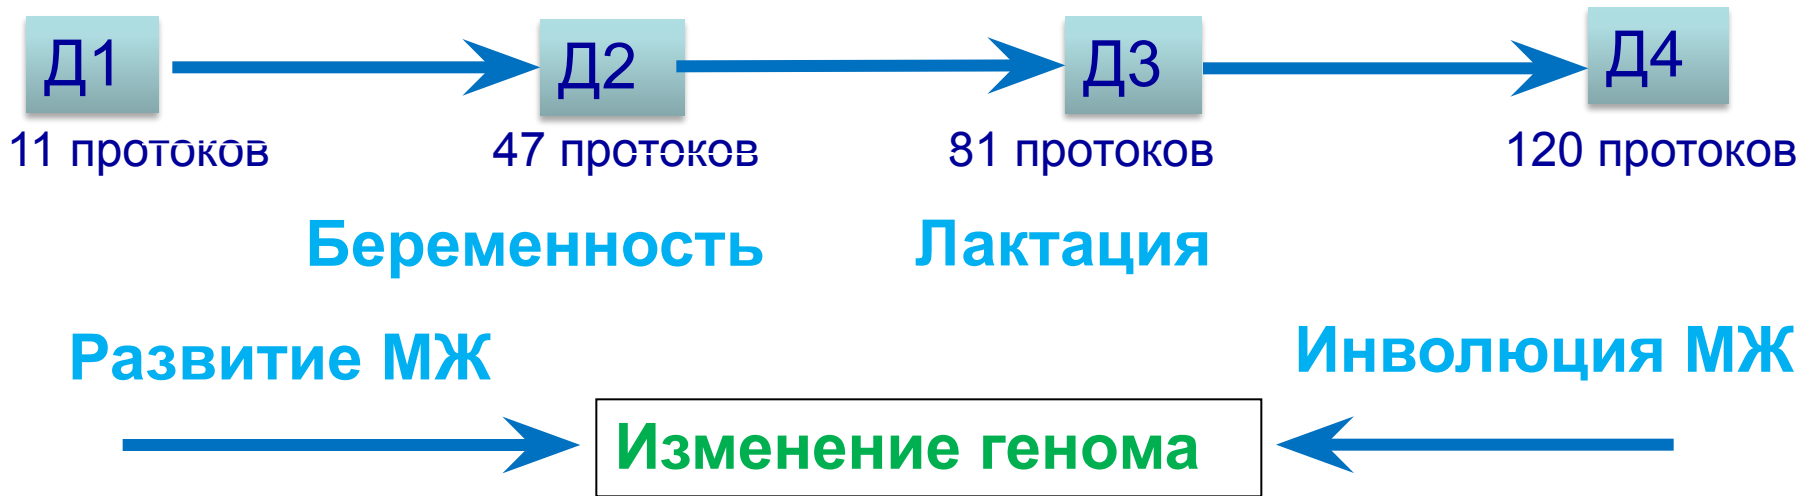 Д1 Д2 Д3 Д4
11 протоков 47 протоков 81 протоков 120 протоков
Беременность Лактация
Развитие МЖ Инволюция МЖ
Изменение генома